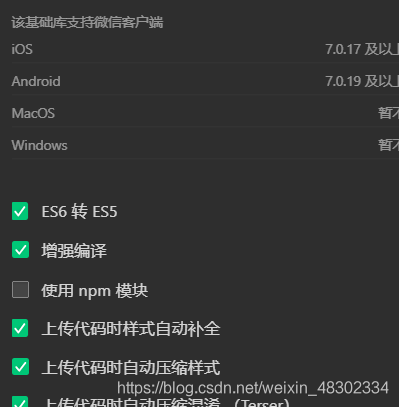 该基础库支持微信客户端
iOS 7.0.17 及以上
Android 7.0.19 及以上
MacOS 暂不
Windows 暂不
ES6 转 ES5
增强编译
使用 npm 模块
上传代码时样式自动补全
上传代码时自动压缩样式
https://blog.csdn.net/weixin_48302334
上传代码时自动压缩混淆 （Terser）